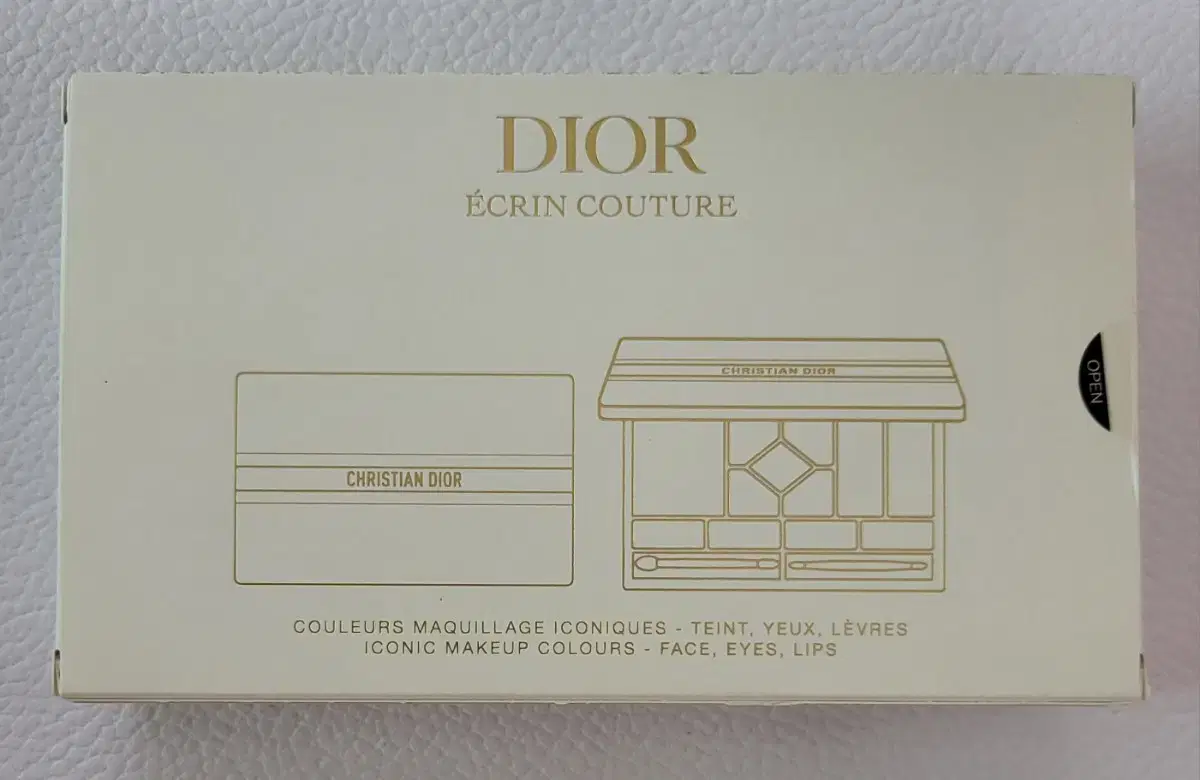 DIOR
ÉCRIN COUTURE
CHRISTIAN DIOR
CHRISTIAN DIOR
OPEN
COULEURS MAQUILLAGE ICONIQUES - TEINT, YEUX, LÈVRES
ICONIC MAKEUP COLOURS - FACE, EYES, LIPS